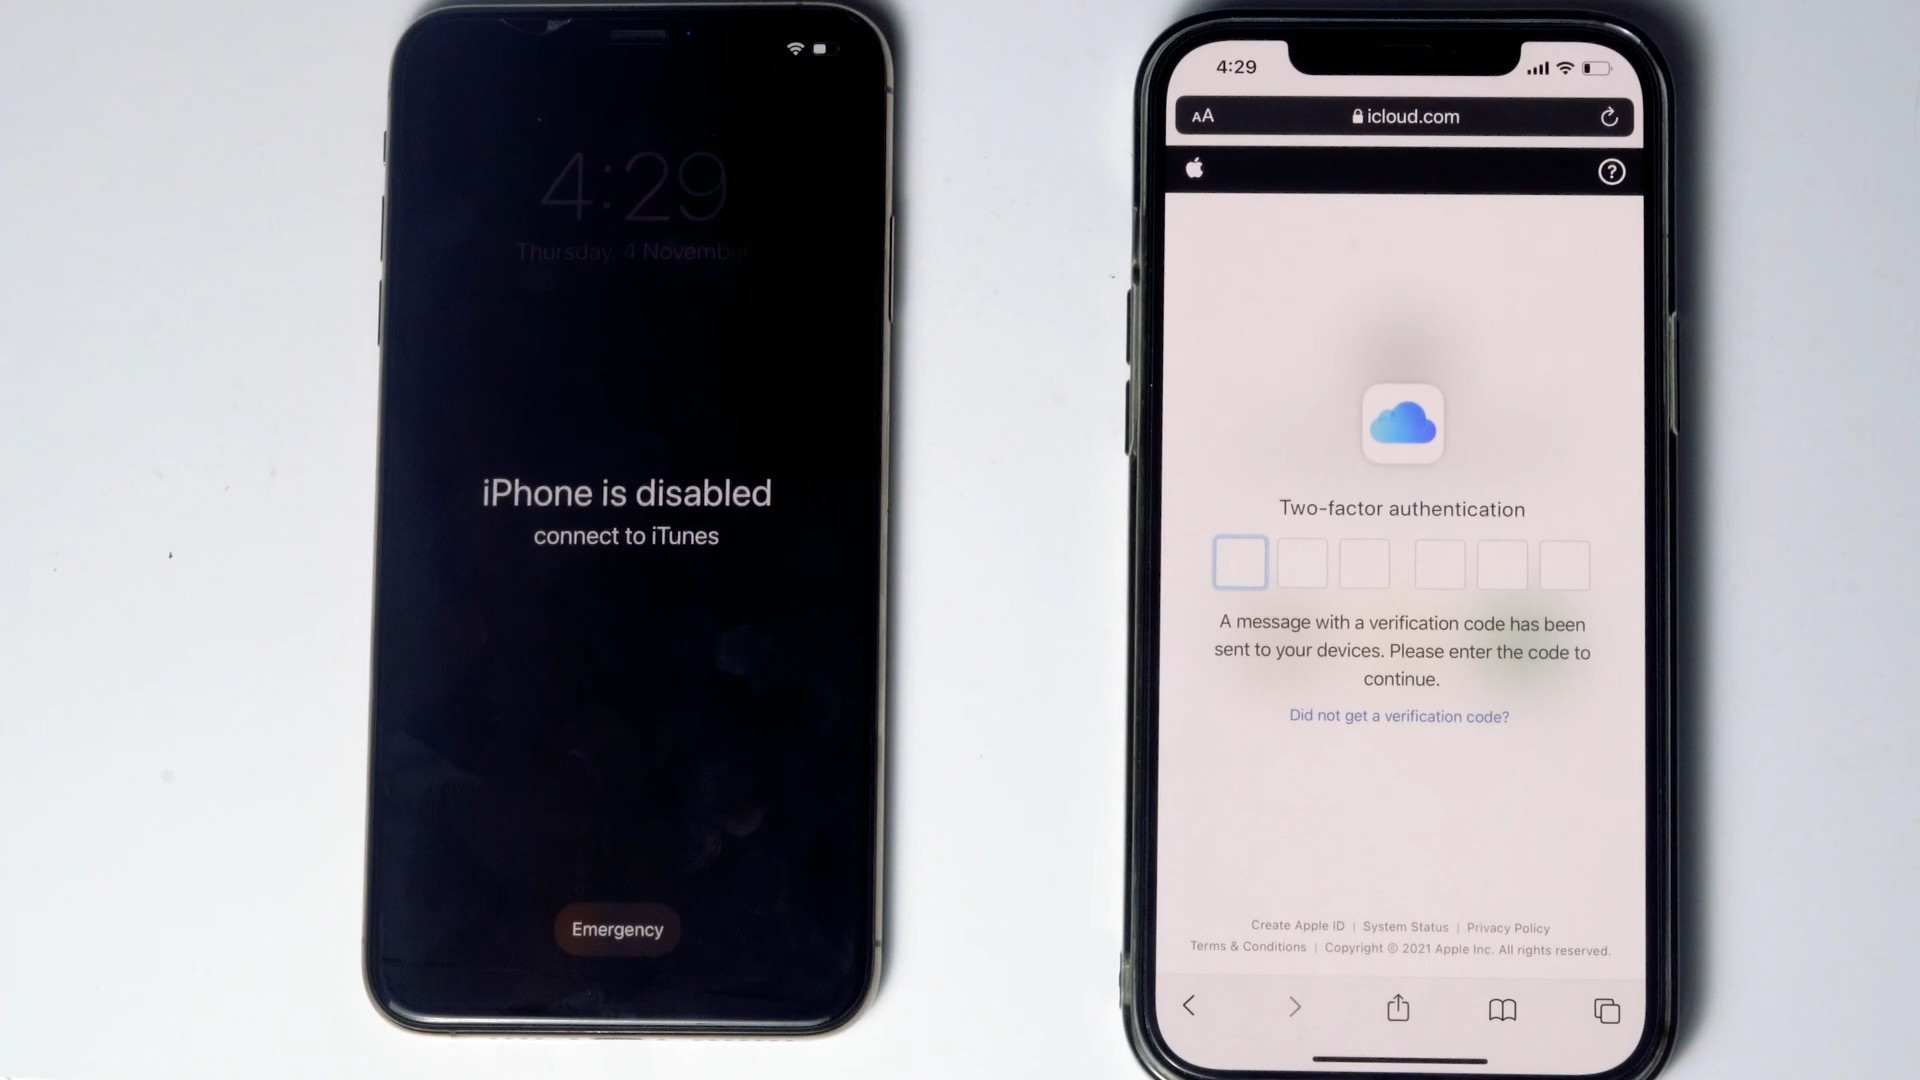 4:29
Thursday, 4 November
iPhone is disabled
connect to iTunes
Emergency
4:29
AA
icloud.com
?
Two-factor authentication
A message with a verification code has been
sent to your devices. Please enter the code to
continue.
Did not get a verification code?
Create Apple ID | System Status | Privacy Policy
Terms & Conditions | Copyright © 2021 Apple Inc. All rights reserved.